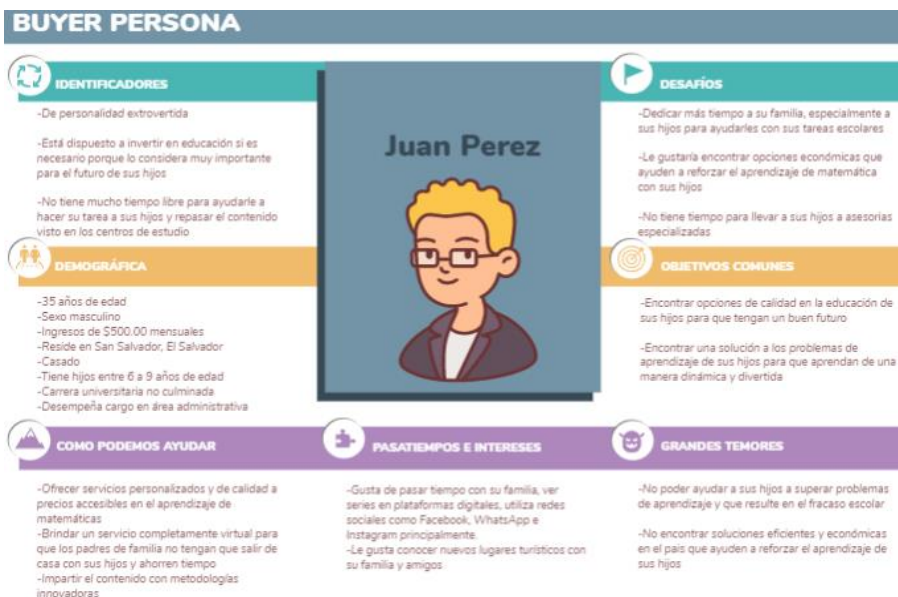 BUYER PERSONA
IDENTIFICADORES
-De personalidad extrovertida
-Está dispuesto a invertir en educación si es
necesario porque lo considera muy importante
para el futuro de sus hijos
-No tiene mucho tiempo libre para ayudarle a
hacer su tarea a sus hijos y repasar el contenido
visto en los centros de estudio
DEMOGRÁFICA
-35 años de edad
-Sexo masculino
-Ingresos de $500.00 mensuales
-Reside en San Salvador, El Salvador
-Casado
-Tiene hijos entre 6 a 9 años de edad
-Carrera universitaria no culminada
-Desempeña cargo en área administrativa
Juan Perez
DESAFÍOS
-Dedicar más tiempo a su familia, especialmente a
sus hijos para ayudarles con sus tareas escolares
-Le gustaría encontrar opciones económicas que
ayuden a reforzar el aprendizaje de matemática
con sus hijos
-No tiene tiempo para llevar a sus hijos a asesorias
especializadas
OBJETIVOS COMUNES
-Encontrar opciones de calidad en la educación de
sus hijos para que tengan un buen futuro
-Encontrar una solución a los problemas de
aprendizaje de sus hijos para que aprendan de una
manera dinámica y divertida
COMO PODEMOS AYUDAR
-Ofrecer servicios personalizados y de calidad a
precios accesibles en el aprendizaje de
matemáticas
-Brindar un servicio completamente virtual para
que los padres de familia no tengan que salir de
casa con sus hijos y ahorren tiempo
-Impartir el contenido con metodologías
innovadoras
PASATIEMPOS E INTERESES
-Gusta de pasar tiempo con su familia, ver
series en plataformas digitales, utiliza redes
sociales como Facebook, WhatsApp e
Instagram principalmente.
-Le gusta conocer nuevos lugares turísticos con
su familia y amigos
GRANDES TEMORES
-No poder ayudar a sus hijos a superar problemas
de aprendizaje y que resulte en el fracaso escolar
-No encontrar soluciones eficientes y económicas
en el pais que ayuden a reforzar el aprendizaje de
sus hijos